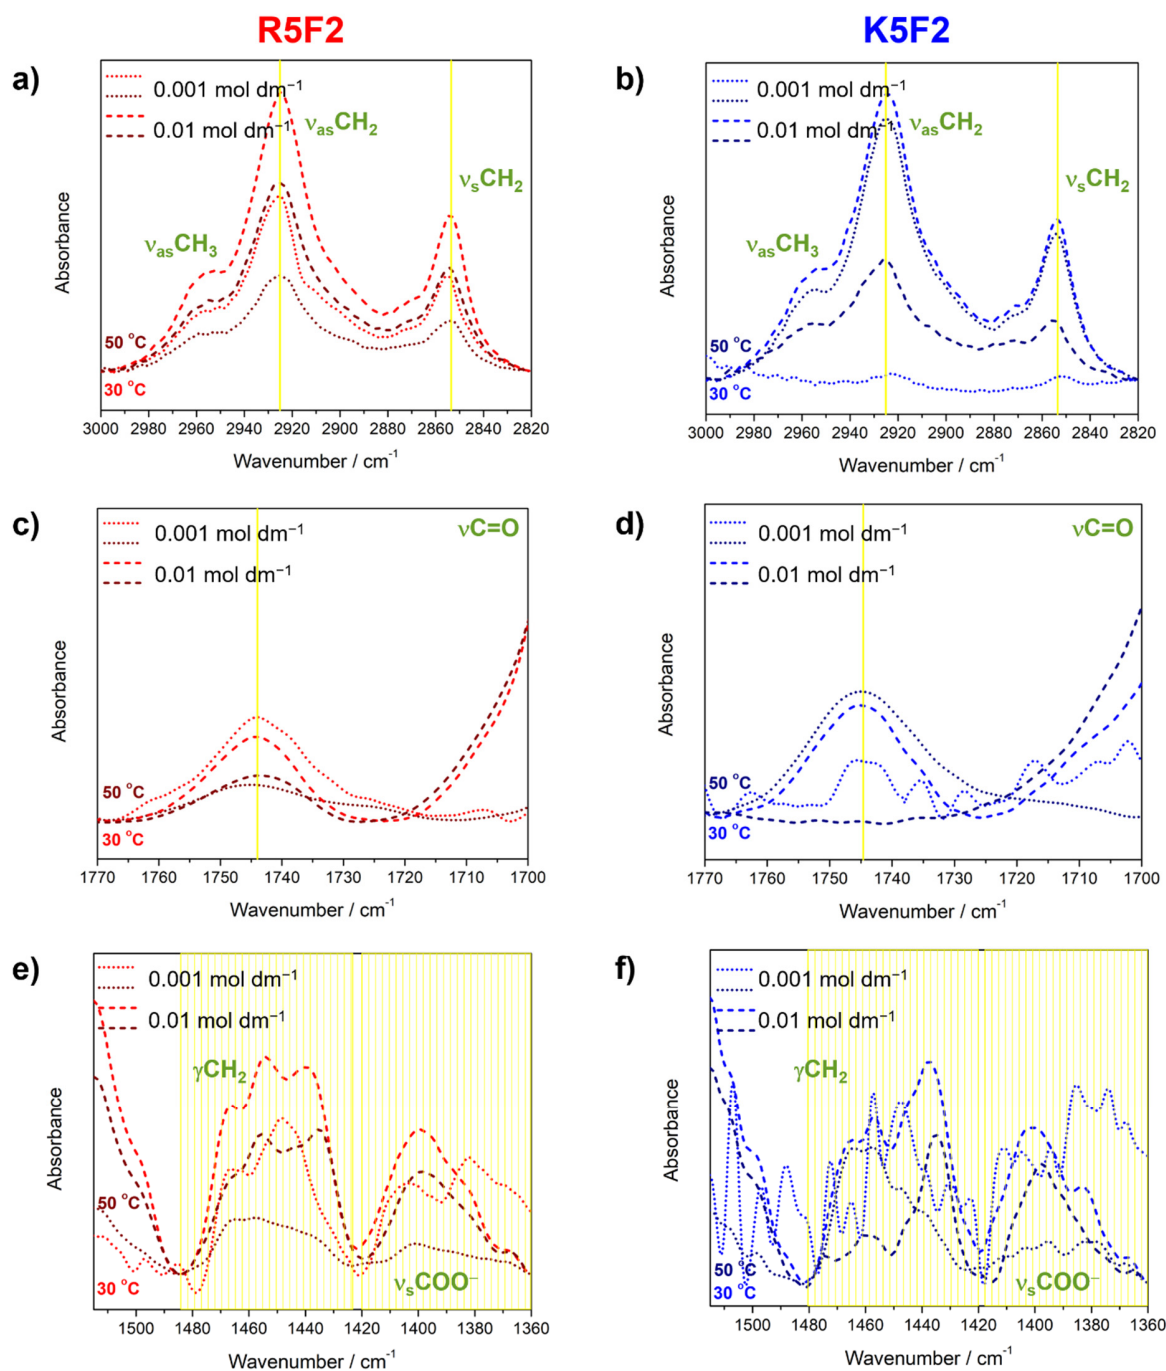 R5F2
K5F2
a)
0.001 mol dm⁻¹
0.01 mol dm⁻¹
νasCH₂
νsCH₂
νasCH₃
50 °C
30 °C
Absorbance
3000 2980 2960 2940 2920 2900 2880 2860 2840 2820
Wavenumber / cm⁻¹
b)
0.001 mol dm⁻¹
0.01 mol dm⁻¹
νasCH₂
νsCH₂
νasCH₃
50 °C
30 °C
Absorbance
3000 2980 2960 2940 2920 2900 2880 2860 2840 2820
Wavenumber / cm⁻¹
c)
0.001 mol dm⁻¹
0.01 mol dm⁻¹
νC=O
50 °C
30 °C
Absorbance
1770 1760 1750 1740 1730 1720 1710 1700
Wavenumber / cm⁻¹
d)
0.001 mol dm⁻¹
0.01 mol dm⁻¹
νC=O
50 °C
30 °C
Absorbance
1770 1760 1750 1740 1730 1720 1710 1700
Wavenumber / cm⁻¹
e)
0.001 mol dm⁻¹
0.01 mol dm⁻¹
γCH₂
50 °C
30 °C
νsCOO⁻
Absorbance
1500 1480 1460 1440 1420 1400 1380 1360
Wavenumber / cm⁻¹
f)
0.001 mol dm⁻¹
0.01 mol dm⁻¹
γCH₂
50 °C
30 °C
νsCOO⁻
Absorbance
1500 1480 1460 1440 1420 1400 1380 1360
Wavenumber / cm⁻¹